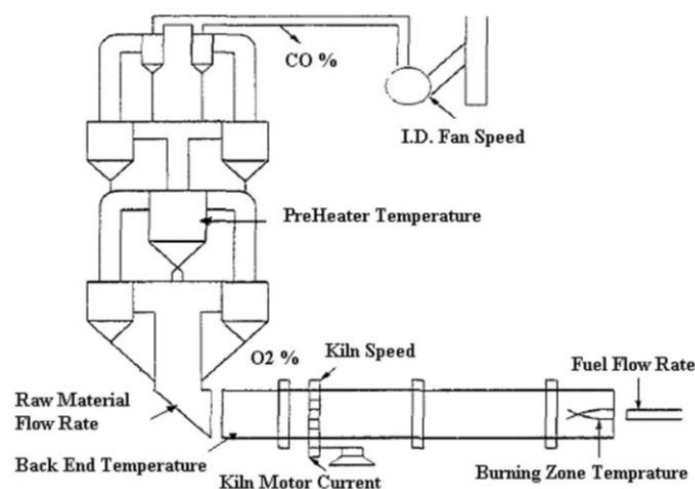 CO %
I.D. Fan Speed
PreHeater Temperature
O2 %
Kiln Speed
Fuel Flow Rate
Raw Material
Flow Rate
Back End Temperature
Kiln Motor Current
Burning Zone Temprature